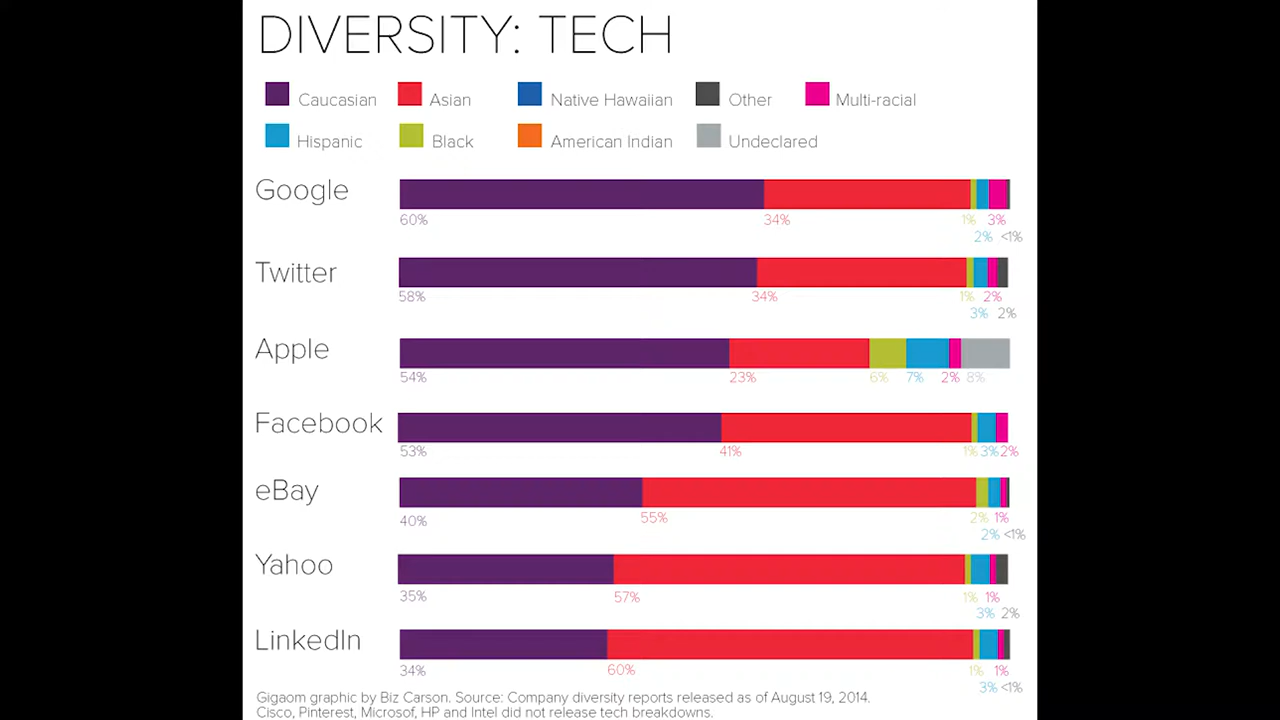 DIVERSITY: TECH
Caucasian Asian Native Hawaiian Other Multi-racial
Hispanic Black American Indian Undeclared
Google
60% 34% 1% 3%
2% <1%
Twitter
58% 34% 1% 2%
3% 2%
Apple
54% 23% 6% 7% 2% 8%
Facebook
53% 41% 1% 3% 2%
eBay
40% 55% 2% 1%
2% <1%
Yahoo
35% 57% 1% 1%
3% 2%
LinkedIn
34% 60% 1% 1%
3% <1%
Gigaom graphic by Biz Carson. Source: Company diversity reports released as of August 19, 2014.
Cisco, Pinterest, Microsof, HP and Intel did not release tech breakdowns.